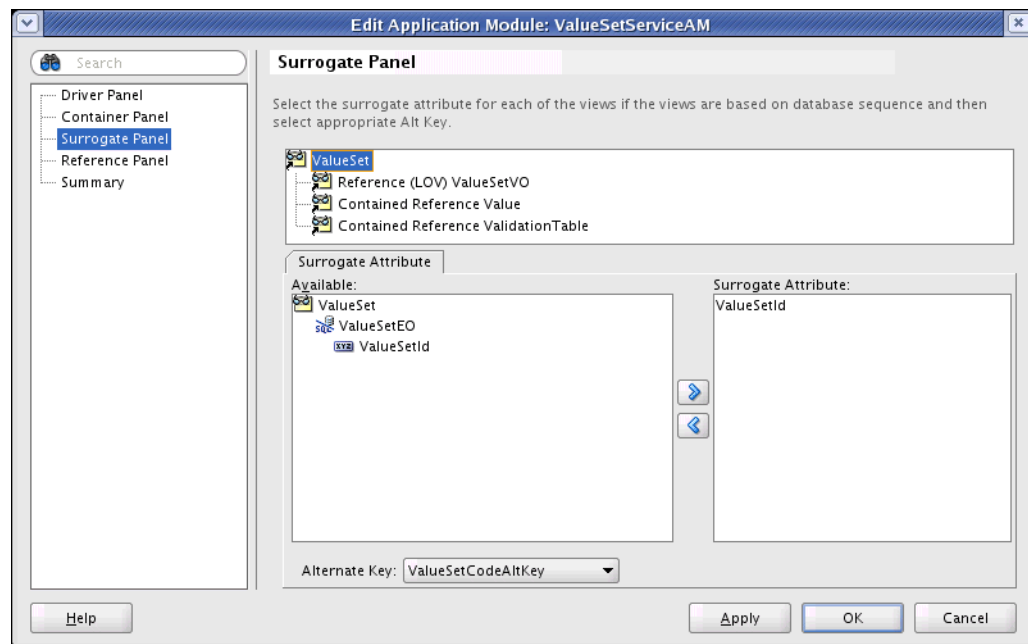 Edit Application Module: ValueSetServiceAM
Search
Driver Panel
Container Panel
Surrogate Panel
Reference Panel
Summary
Surrogate Panel
Select the surrogate attribute for each of the views if the views are based on database sequence and then
select appropriate Alt Key.
ValueSet
Reference (LOV) ValueSetVO
Contained Reference Value
Contained Reference ValidationTable
Surrogate Attribute
Available:
ValueSet
SQL ValueSetEO
XYZ ValueSetId
Surrogate Attribute:
ValueSetId
Alternate Key: ValueSetCodeAltKey
Help
Apply
OK
Cancel